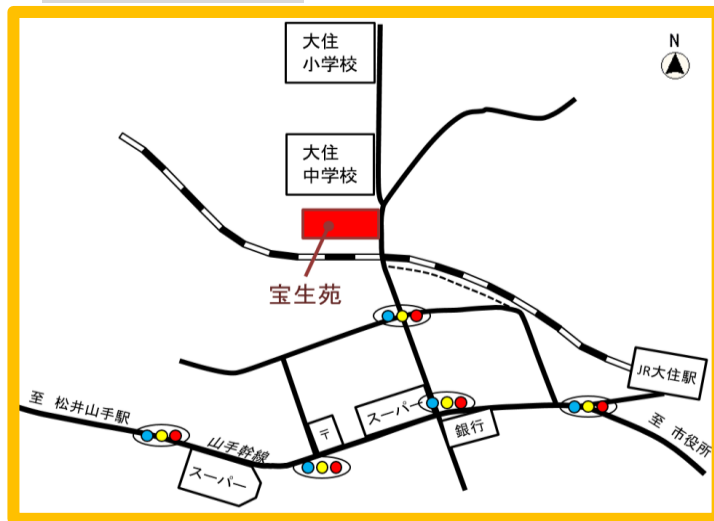 大住
小学校
N
大住
中学校
宝生苑
JR大住駅
至 松井山手駅
スーパー
銀行
至 市役所
〒
山手幹線
スーパー